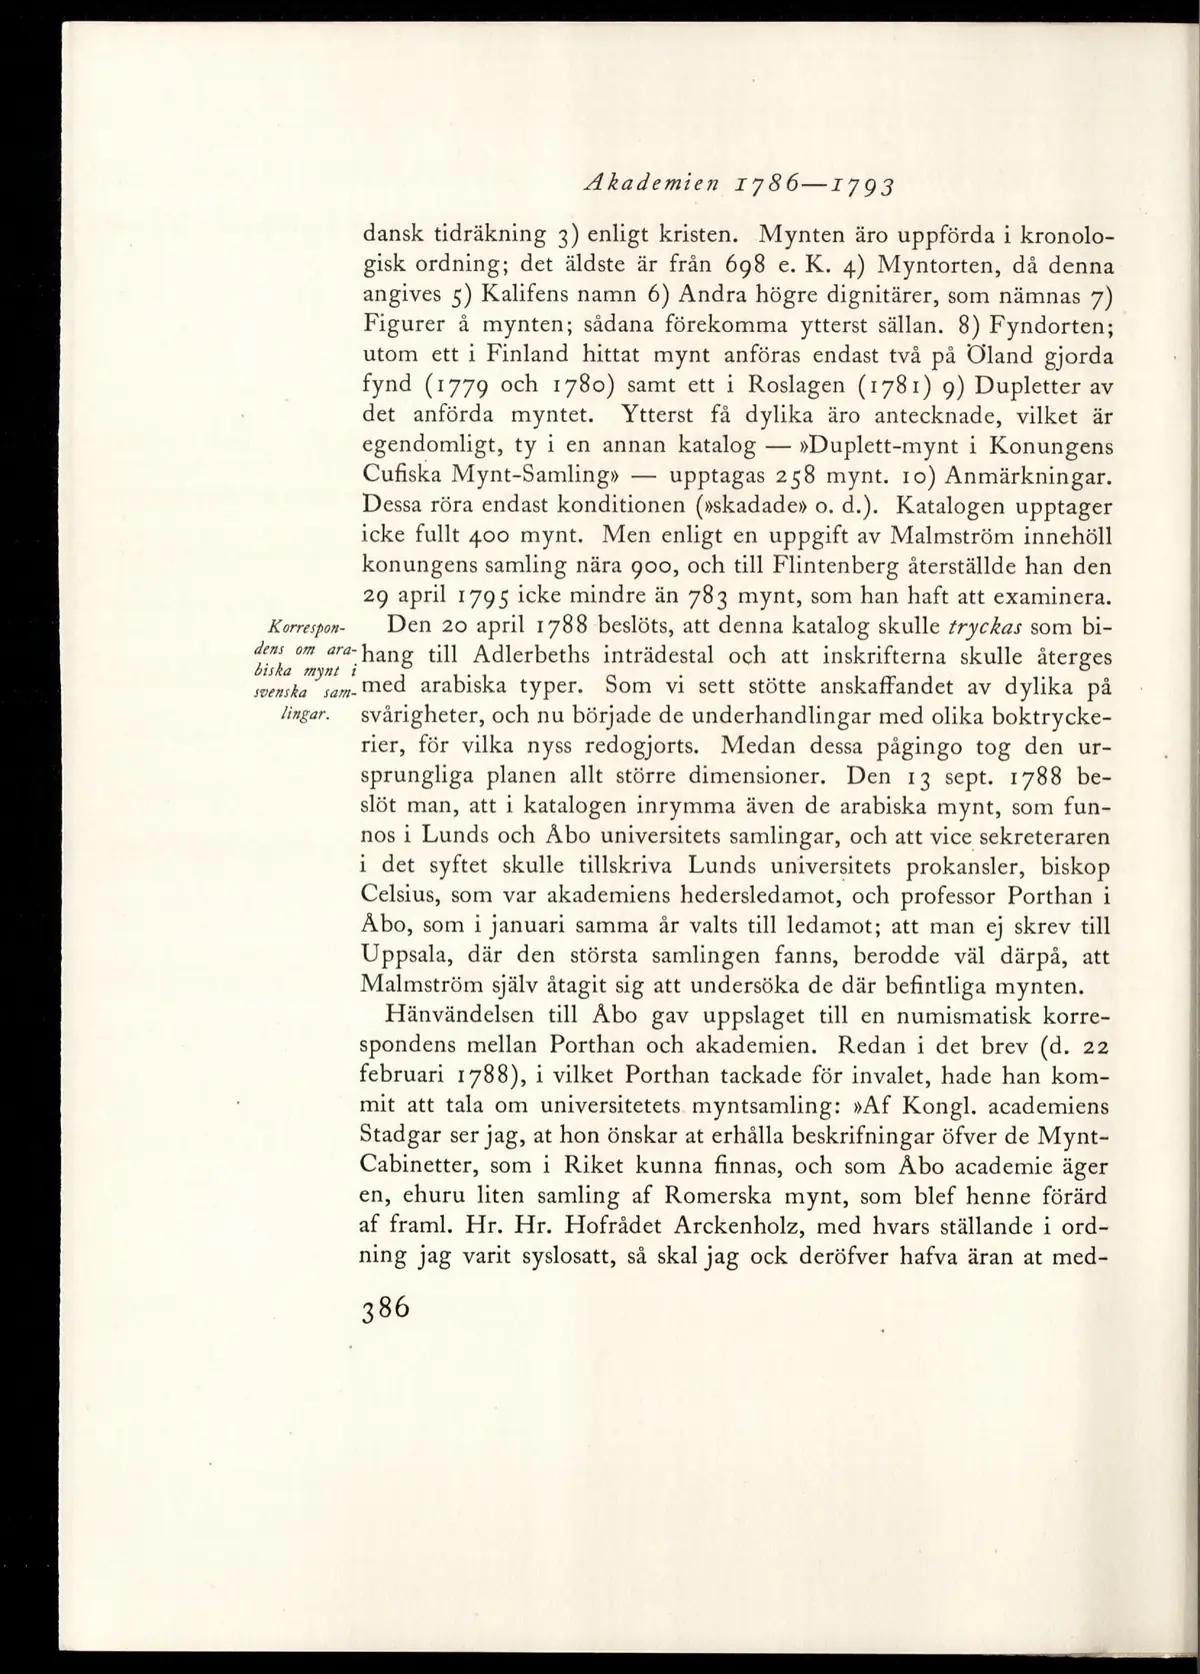 Akademien 1786—1793
dansk tidräkning 3) enligt kristen. Mynten äro uppförda i kronolo-
gisk ordning; det äldste är från 698 e. K. 4) Myntorten, då denna
angives 5) Kalifens namn 6) Andra högre dignitärer, som nämnas 7)
Figurer å mynten; sådana förekomma ytterst sällan. 8) Fyndorten;
utom ett i Finland hittat mynt anföras endast två på Öland gjorda
fynd (1779 och 1780) samt ett i Roslagen (1781) 9) Dupletter av
det anförda myntet. Ytterst få dylika äro antecknade, vilket är
egendomligt, ty i en annan katalog — »Duplett-mynt i Konungens
Cufiska Mynt-Samling» — upptagas 258 mynt. 10) Anmärkningar.
Dessa röra endast konditionen (»skadade» o. d.). Katalogen upptager
icke fullt 400 mynt. Men enligt en uppgift av Malmström innehöll
konungens samling nära 900, och till Flintenberg återställde han den
29 april 1795 icke mindre än 783 mynt, som han haft att examinera.
Korrespon-
dens om ara-
biska mynt i
svenska sam-
lingar.
Den 20 april 1788 beslöts, att denna katalog skulle tryckas som bi-
hang till Adlerbeths inträdestal och att inskrifterna skulle återges
med arabiska typer. Som vi sett stötte anskaffandet av dylika på
svårigheter, och nu började de underhandlingar med olika boktrycke-
rier, för vilka nyss redogjorts. Medan dessa pågingo tog den ur-
sprungliga planen allt större dimensioner. Den 13 sept. 1788 be-
slöt man, att i katalogen inrymma även de arabiska mynt, som fun-
nos i Lunds och Åbo universitets samlingar, och att vice sekreteraren
i det syftet skulle tillskriva Lunds universitets prokansler, biskop
Celsius, som var akademiens hedersledamot, och professor Porthan i
Åbo, som i januari samma år valts till ledamot; att man ej skrev till
Uppsala, där den största samlingen fanns, berodde väl därpå, att
Malmström själv åtagit sig att undersöka de där befintliga mynten.
Hänvändelsen till Åbo gav uppslaget till en numismatisk korre-
spondens mellan Porthan och akademien. Redan i det brev (d. 22
februari 1788), i vilket Porthan tackade för invalet, hade han kom-
mit att tala om universitetets myntsamling: »Af Kongl. academiens
Stadgar ser jag, at hon önskar at erhålla beskrifningar öfver de Mynt-
Cabinetter, som i Riket kunna finnas, och som Åbo academie äger
en, ehuru liten samling af Romerska mynt, som blef henne förärd
af framl. Hr. Hr. Hofrådet Arckenholz, med hvars ställande i ord-
ning jag varit syslosatt, så skal jag ock deröfver hafva äran at med-
386